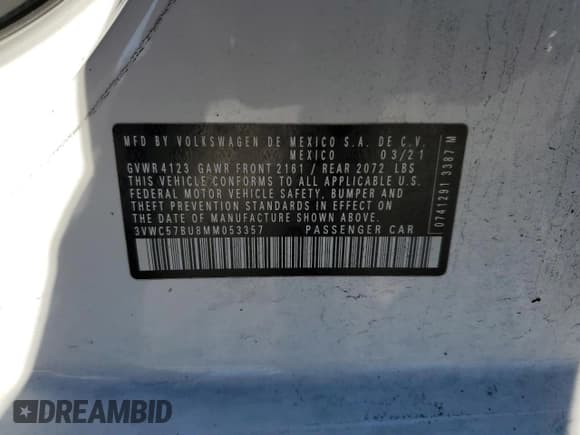 MFD. BY VOLKSWAGEN DE MEXICO S.A. DE C.V.
MEXICO 03/21
GVWR 4123 GAWR FRONT 2161 / REAR 2072 LBS
THIS VEHICLE CONFORMS TO ALL APPLICABLE U.S.
FEDERAL MOTOR VEHICLE SAFETY, BUMPER AND
THEFT PREVENTION STANDARDS IN EFFECT ON THE
DATE OF MANUFACTURE SHOWN ABOVE.
3VWC57BU8MM053357 PASSENGER CAR
0741291 3387 M
DREAMBID